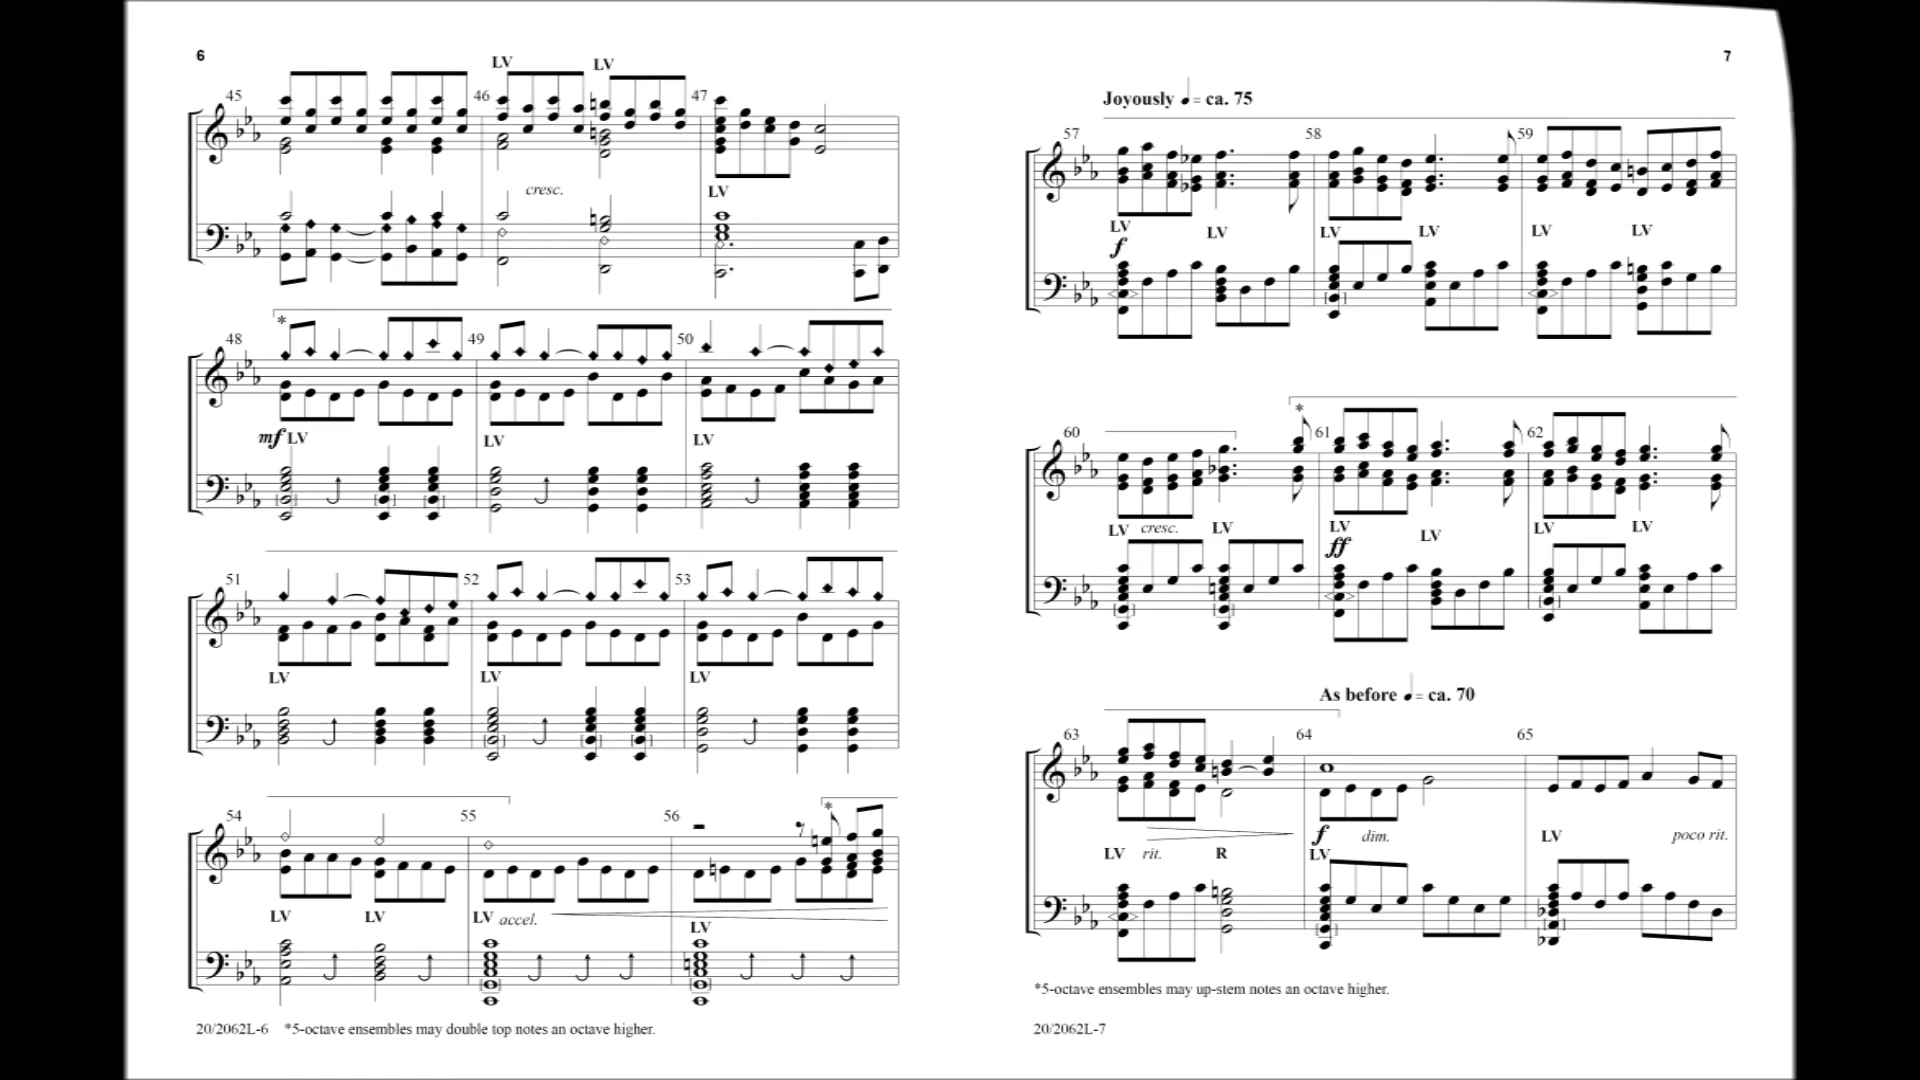 6
45 LV 46 LV 47
cresc.
LV
*
48 49 50
mf LV LV LV
51 52 53
LV LV LV
54 55 56 *
LV LV LV accel. LV
20/2062L-6 *5-octave ensembles may double top notes an octave higher.
7
Joyously ♩ = ca. 75
57 58 59
LV LV LV LV LV LV
f
*
60 61 62
LV cresc. LV LV LV LV LV
ff
As before ♩ = ca. 70
63 64 65
f dim. LV poco rit.
LV rit. R LV
*5-octave ensembles may up-stem notes an octave higher.
20/2062L-7